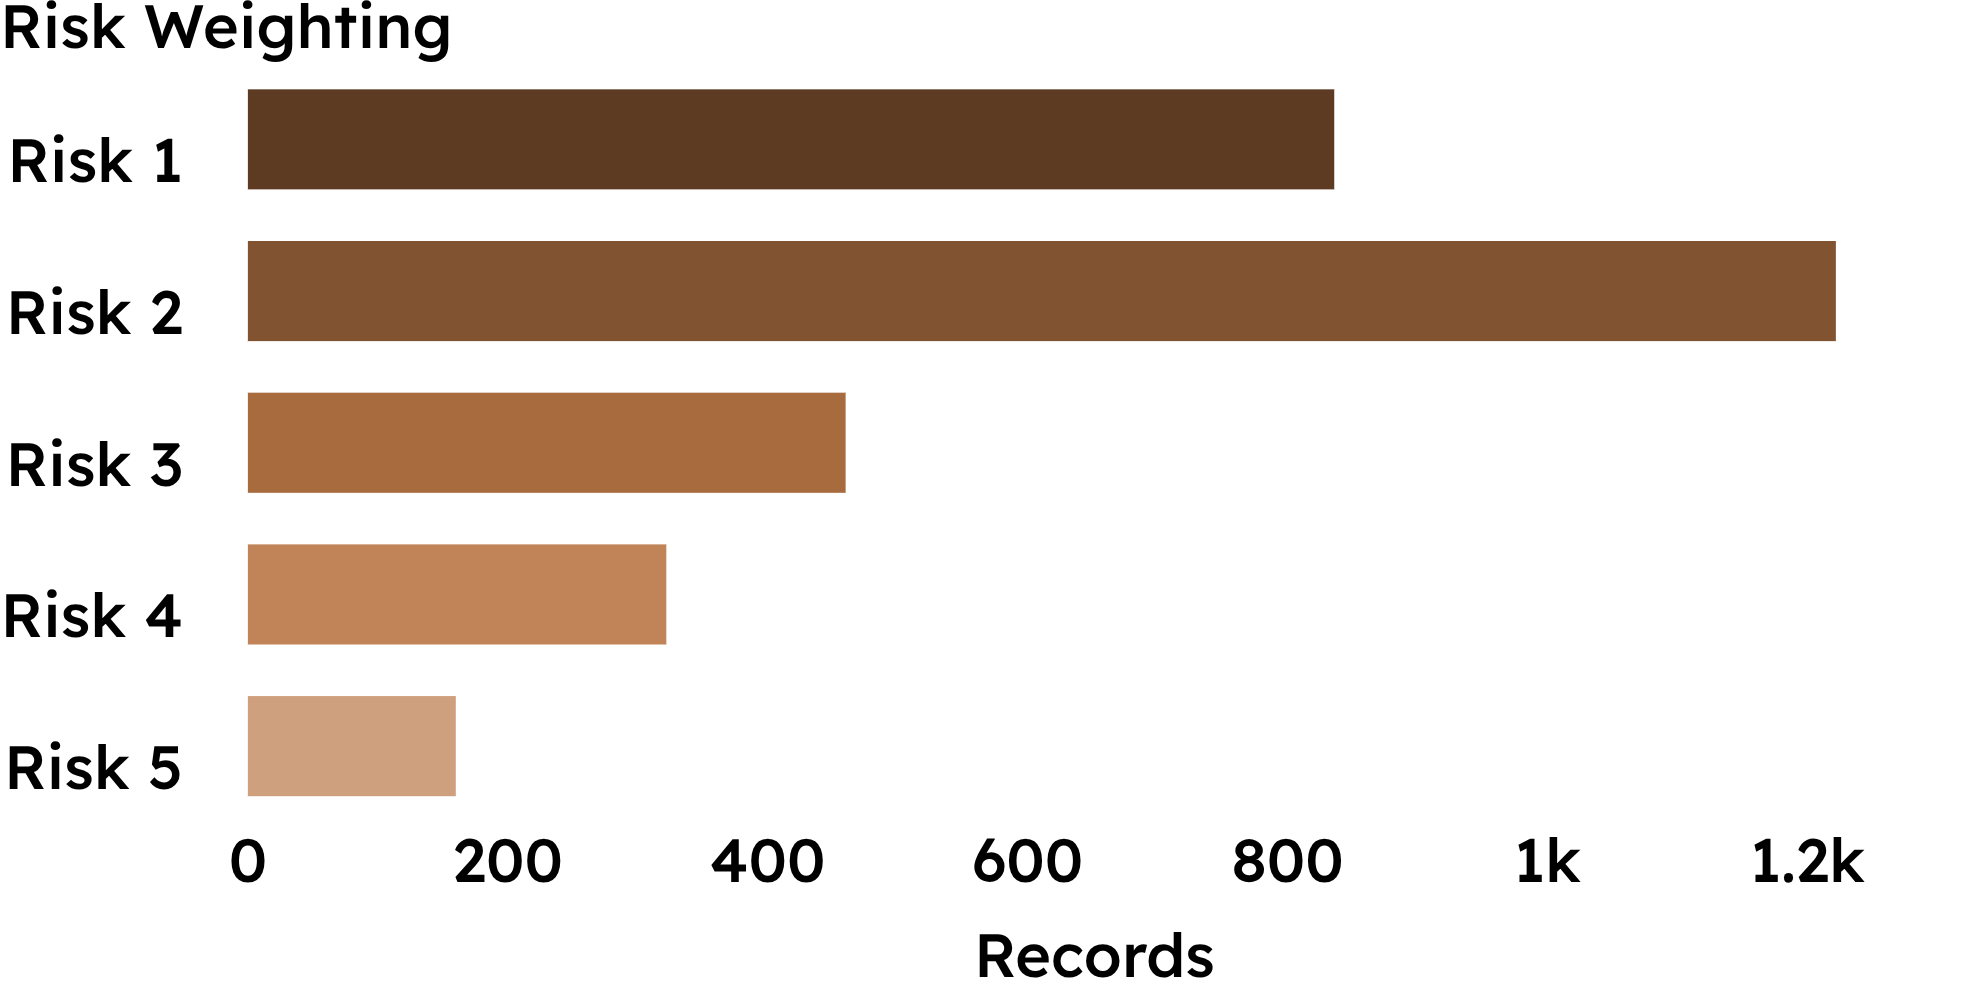 Risk Weighting
Risk 1
Risk 2
Risk 3
Risk 4
Risk 5
0 200 400 600 800 1k 1.2k
Records